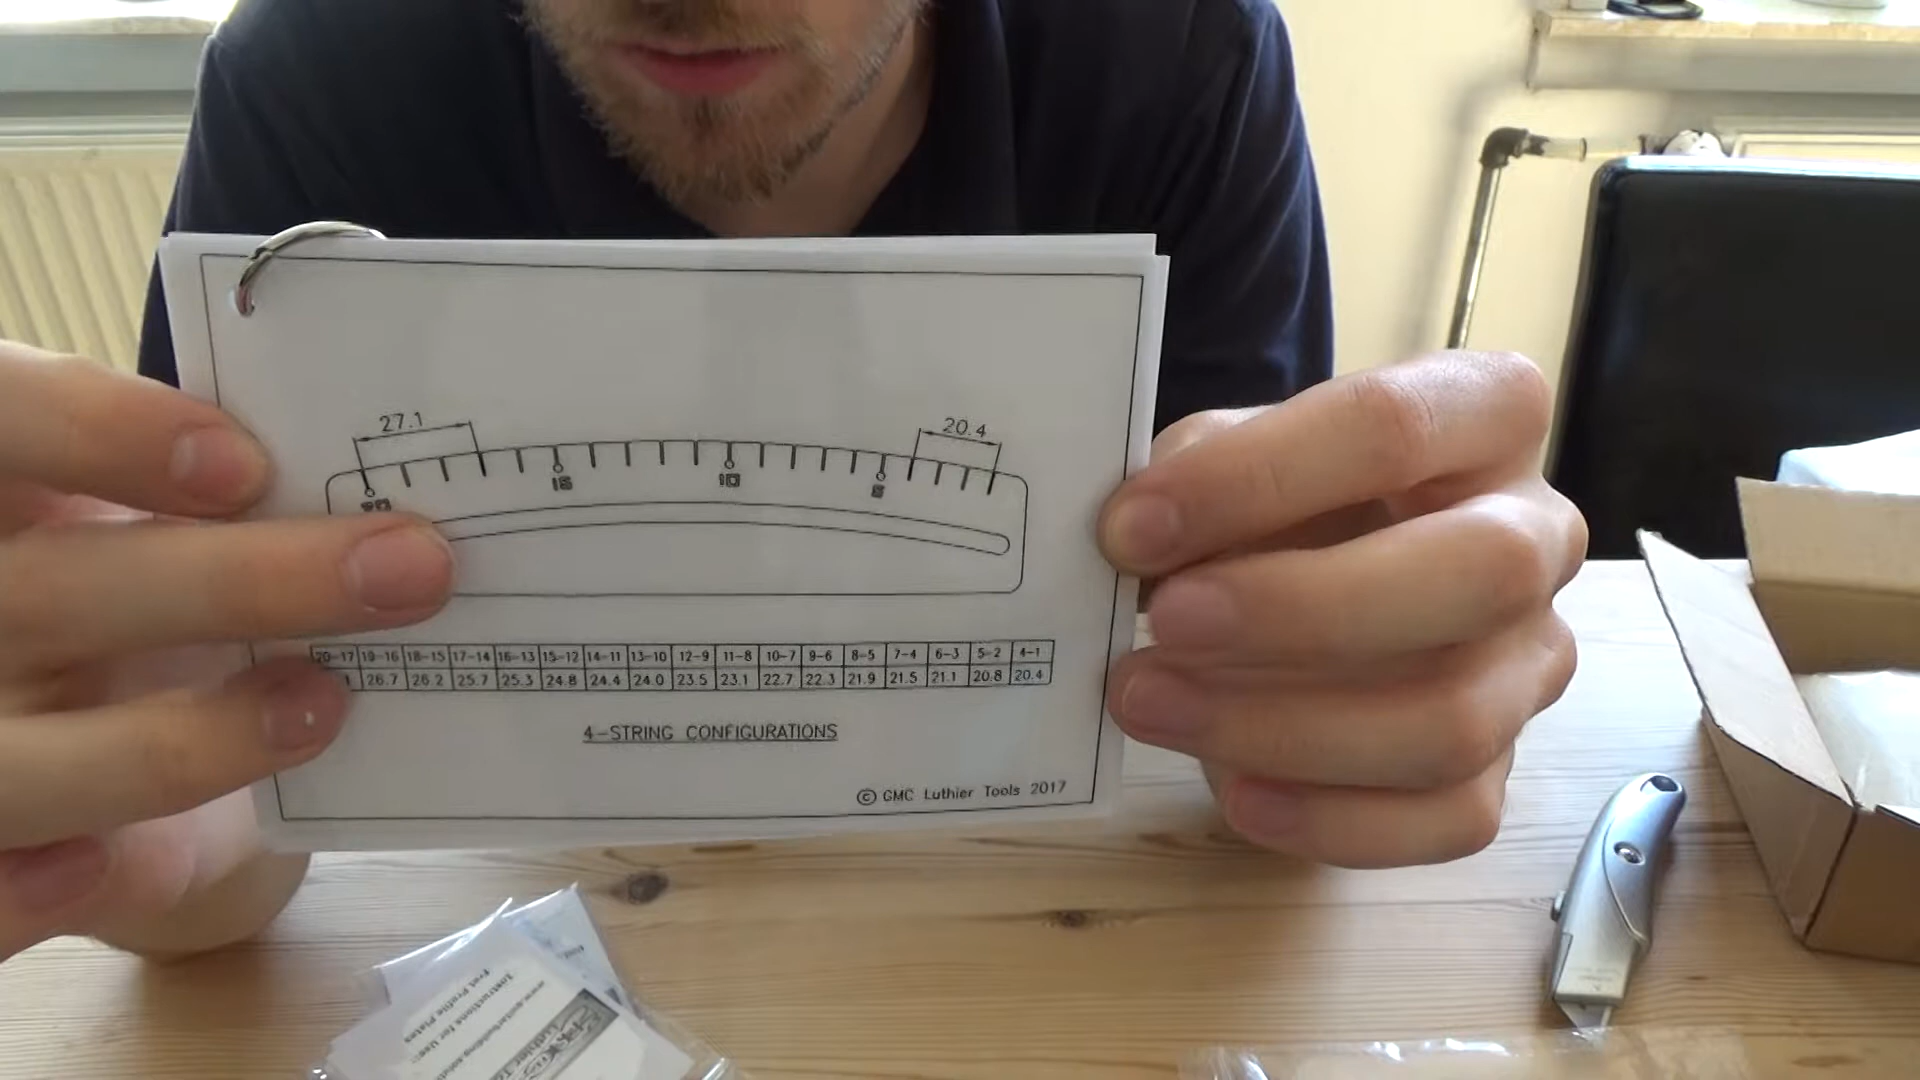 27.1 20.4
20 15 10 5
20-17 19-16 18-15 17-14 16-13 15-12 14-11 13-10 12-9 11-8 10-7 9-6 8-5 7-4 6-3 5-2 4-1
1 26.7 26.2 25.7 25.3 24.8 24.4 24.0 23.5 23.1 22.7 22.3 21.9 21.5 21.1 20.8 20.4
4-STRING CONFIGURATIONS
© GMC Luthier Tools 2017
Instructions for Use:
Fret Profile Plates